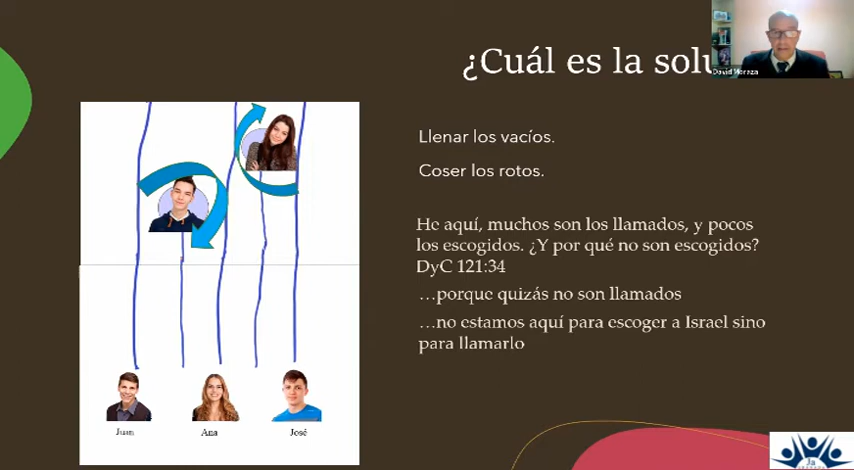 ¿Cuál es la solu
David Moraza
Llenar los vacíos.
Coser los rotos.
He aquí, muchos son los llamados, y pocos
los escogidos. ¿Y por qué no son escogidos?
DyC 121:34
…porque quizás no son llamados
…no estamos aquí para escoger a Israel sino
para llamarlo
Juan
Ana
José